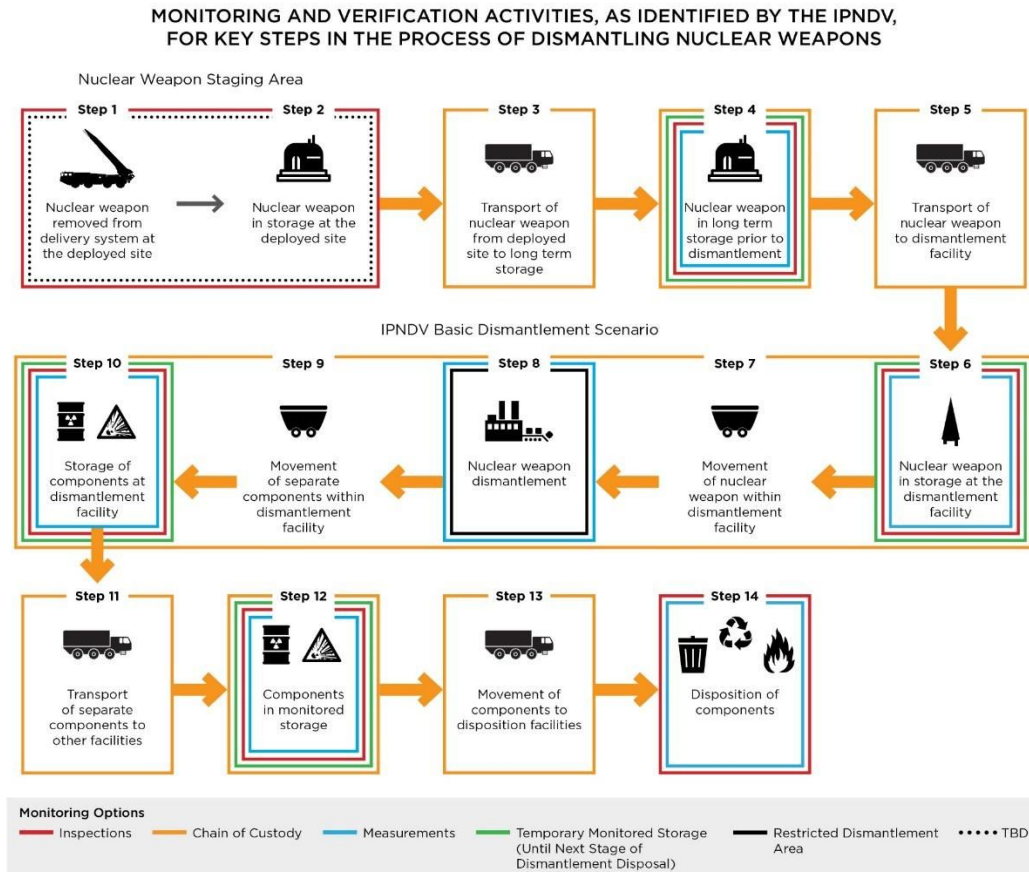 MONITORING AND VERIFICATION ACTIVITIES, AS IDENTIFIED BY THE IPNDV,
FOR KEY STEPS IN THE PROCESS OF DISMANTLING NUCLEAR WEAPONS
Nuclear Weapon Staging Area
Step 1
Nuclear weapon
removed from
delivery system at
the deployed site
Step 2
Nuclear weapon
in storage at the
deployed site
Step 3
Transport of
nuclear weapon
from deployed
site to long term
storage
Step 4
Nuclear weapon
in long term
storage prior to
dismantlement
Step 5
Transport of
nuclear weapon
to dismantlement
facility
IPNDV Basic Dismantlement Scenario
Step 10
Storage of
components at
dismantlement
facility
Step 9
Movement
of separate
components within
dismantlement
facility
Step 8
Nuclear weapon
dismantlement
Step 7
Movement
of nuclear
weapon within
dismantlement
facility
Step 6
Nuclear weapon
in storage at the
dismantlement
facility
Step 11
Transport
of separate
components to
other facilities
Step 12
Components
in monitored
storage
Step 13
Movement of
components to
disposition facilities
Step 14
Disposition of
components
Monitoring Options
Inspections
Chain of Custody
Measurements
Temporary Monitored Storage
(Until Next Stage of
Dismantlement Disposal)
Restricted Dismantlement
Area
TBD